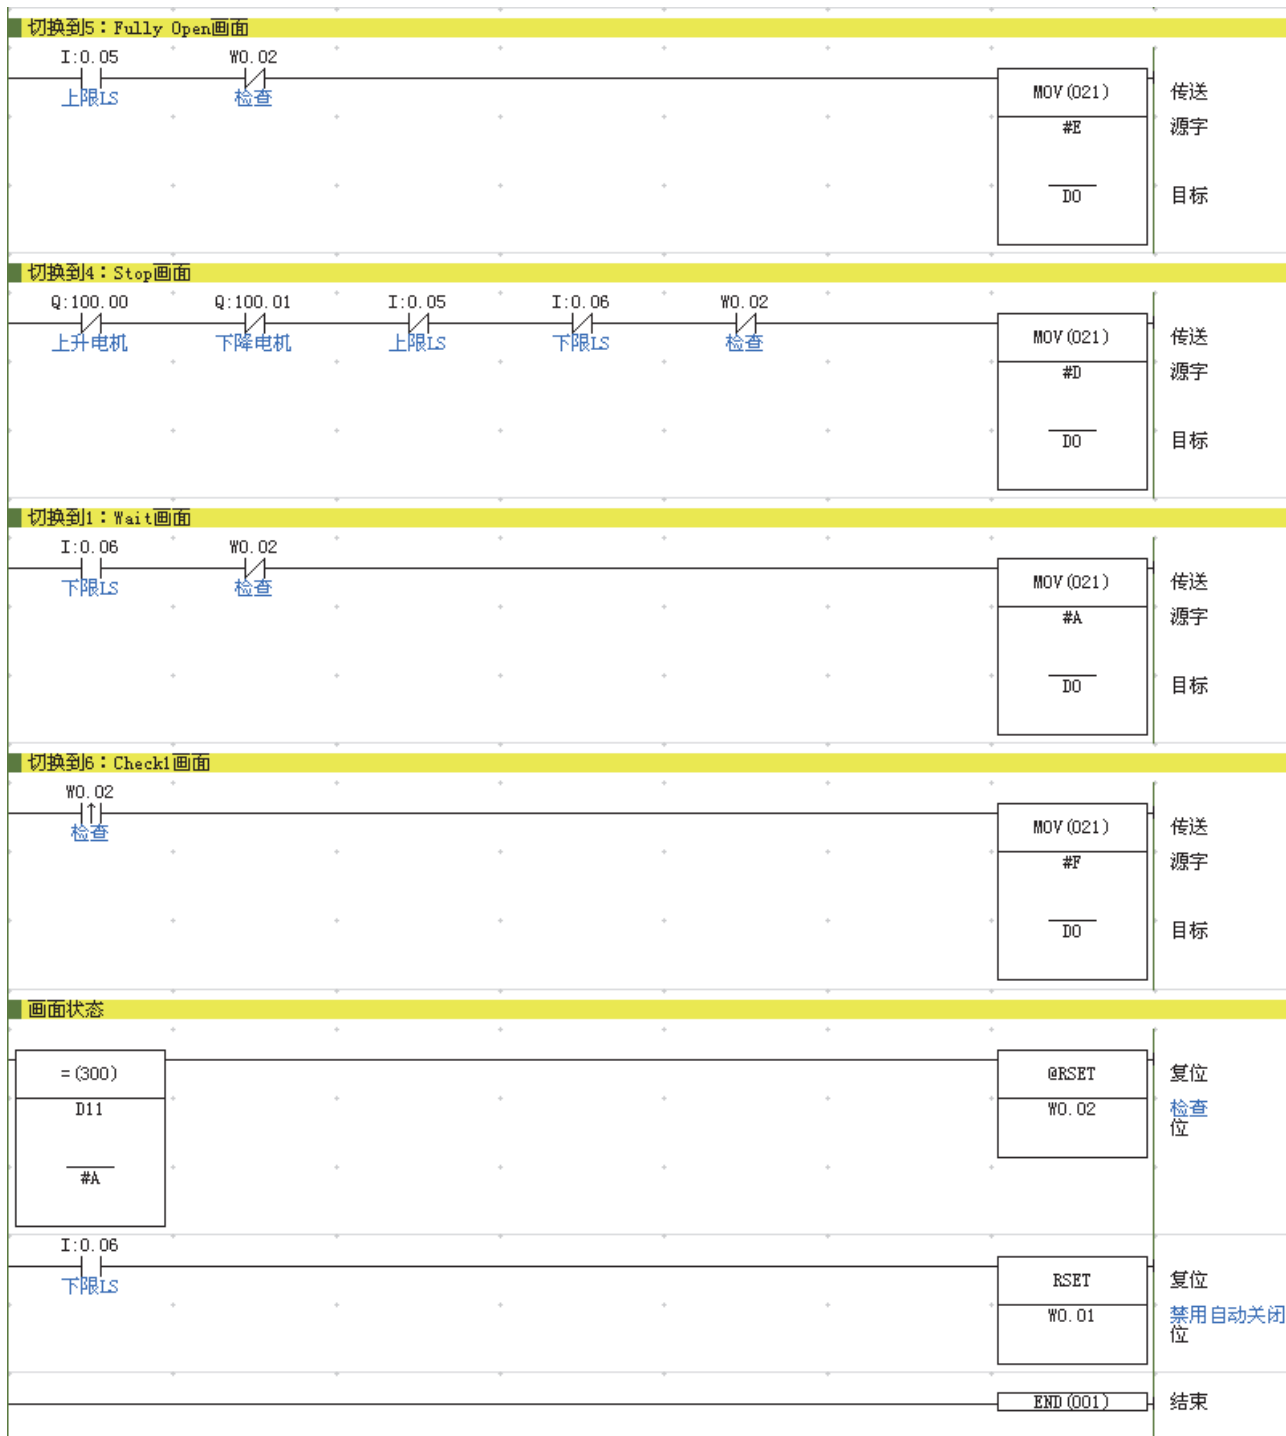 切换到5：Fully Open画面
I:0.05 W0.02
上限LS 检查
MOV(021) 传送
#E 源字
D0 目标
切换到4：Stop画面
Q:100.00 Q:100.01 I:0.05 I:0.06 W0.02
上升电机 下降电机 上限LS 下限LS 检查
MOV(021) 传送
#D 源字
D0 目标
切换到1：Wait画面
I:0.06 W0.02
下限LS 检查
MOV(021) 传送
#A 源字
D0 目标
切换到6：Check1画面
W0.02
检查
MOV(021) 传送
#F 源字
D0 目标
画面状态
=(300) @RSET 复位
D11 W0.02 检查
位
#A
I:0.06
下限LS
RSET 复位
W0.01 禁用自动关闭
位
END(001) 结束